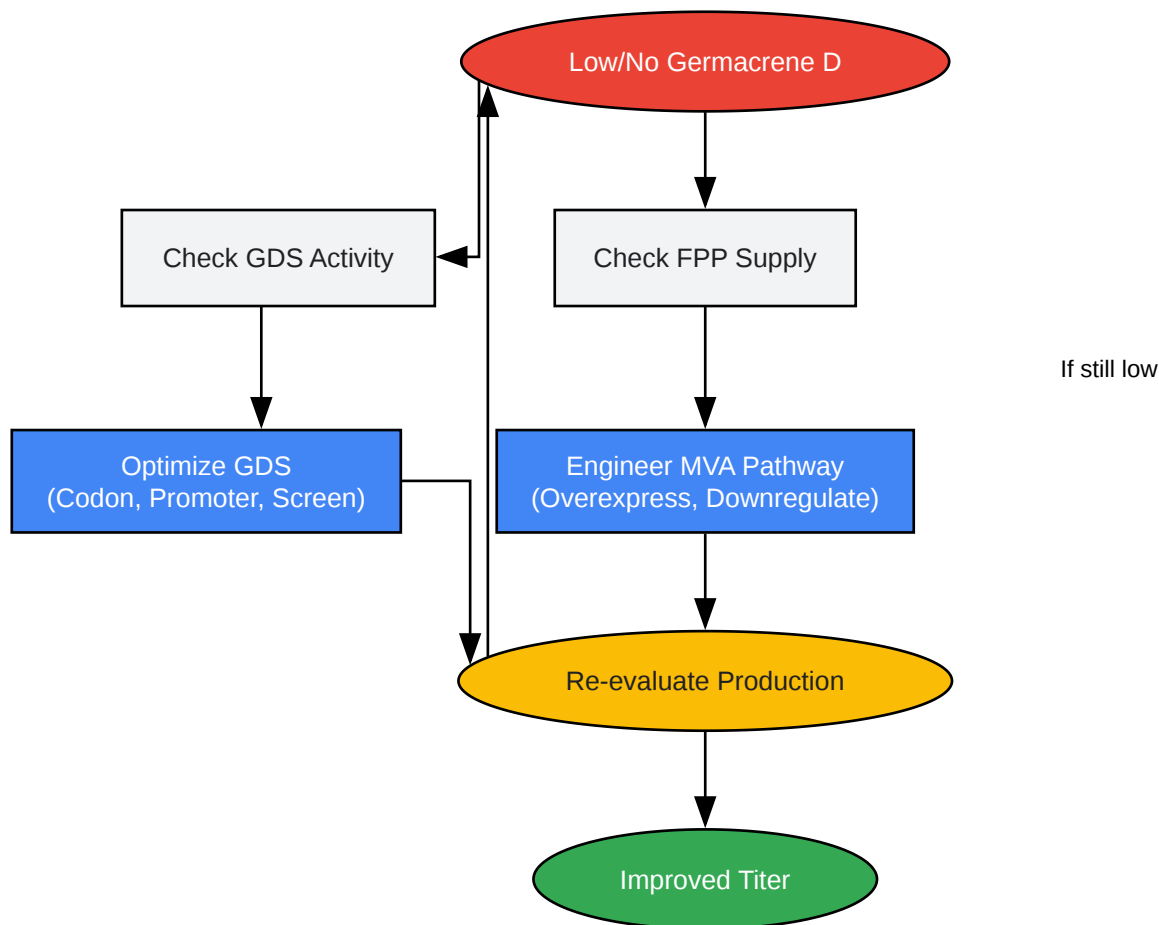 Low/No Germacrene D
Check GDS Activity
Check FPP Supply
If still low
Optimize GDS
(Codon, Promoter, Screen)
Engineer MVA Pathway
(Overexpress, Downregulate)
Re-evaluate Production
Improved Titer